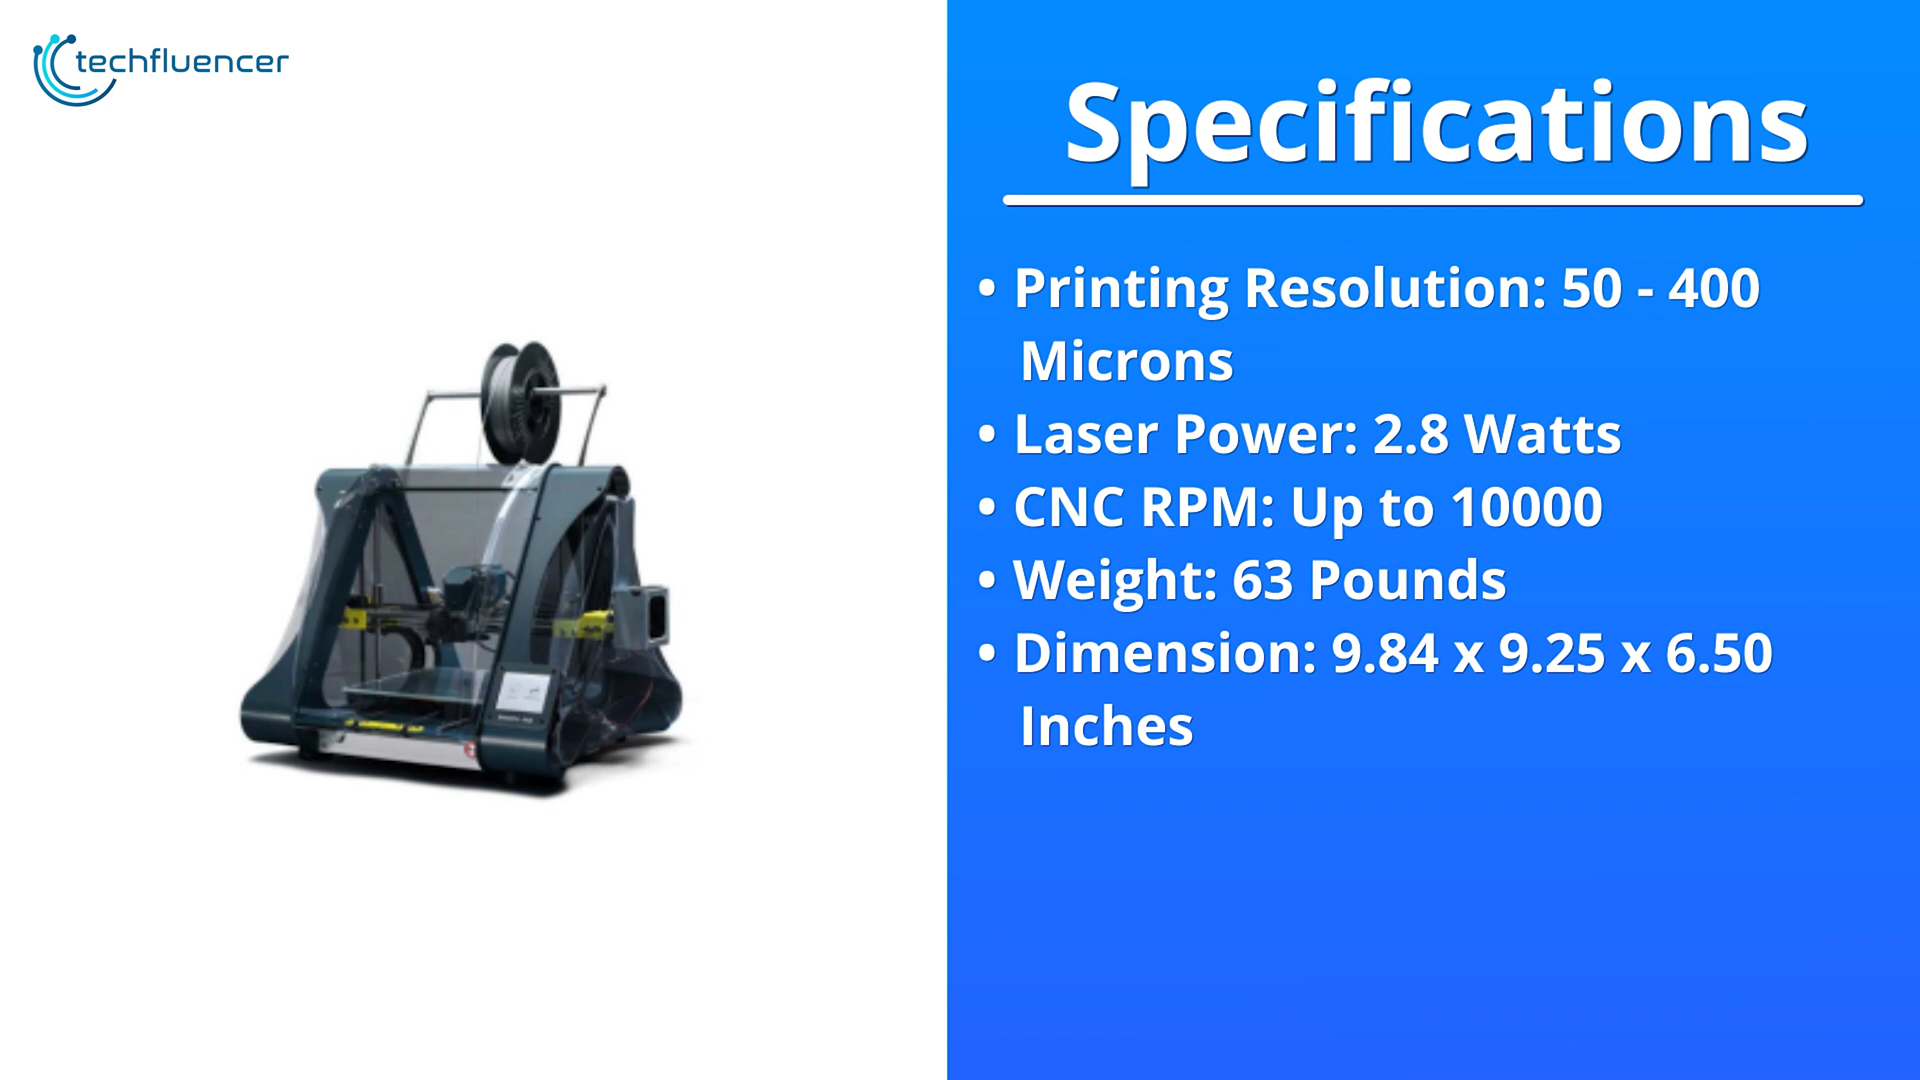 techfluencer
Specifications
• Printing Resolution: 50 - 400
Microns
• Laser Power: 2.8 Watts
• CNC RPM: Up to 10000
• Weight: 63 Pounds
• Dimension: 9.84 x 9.25 x 6.50
Inches